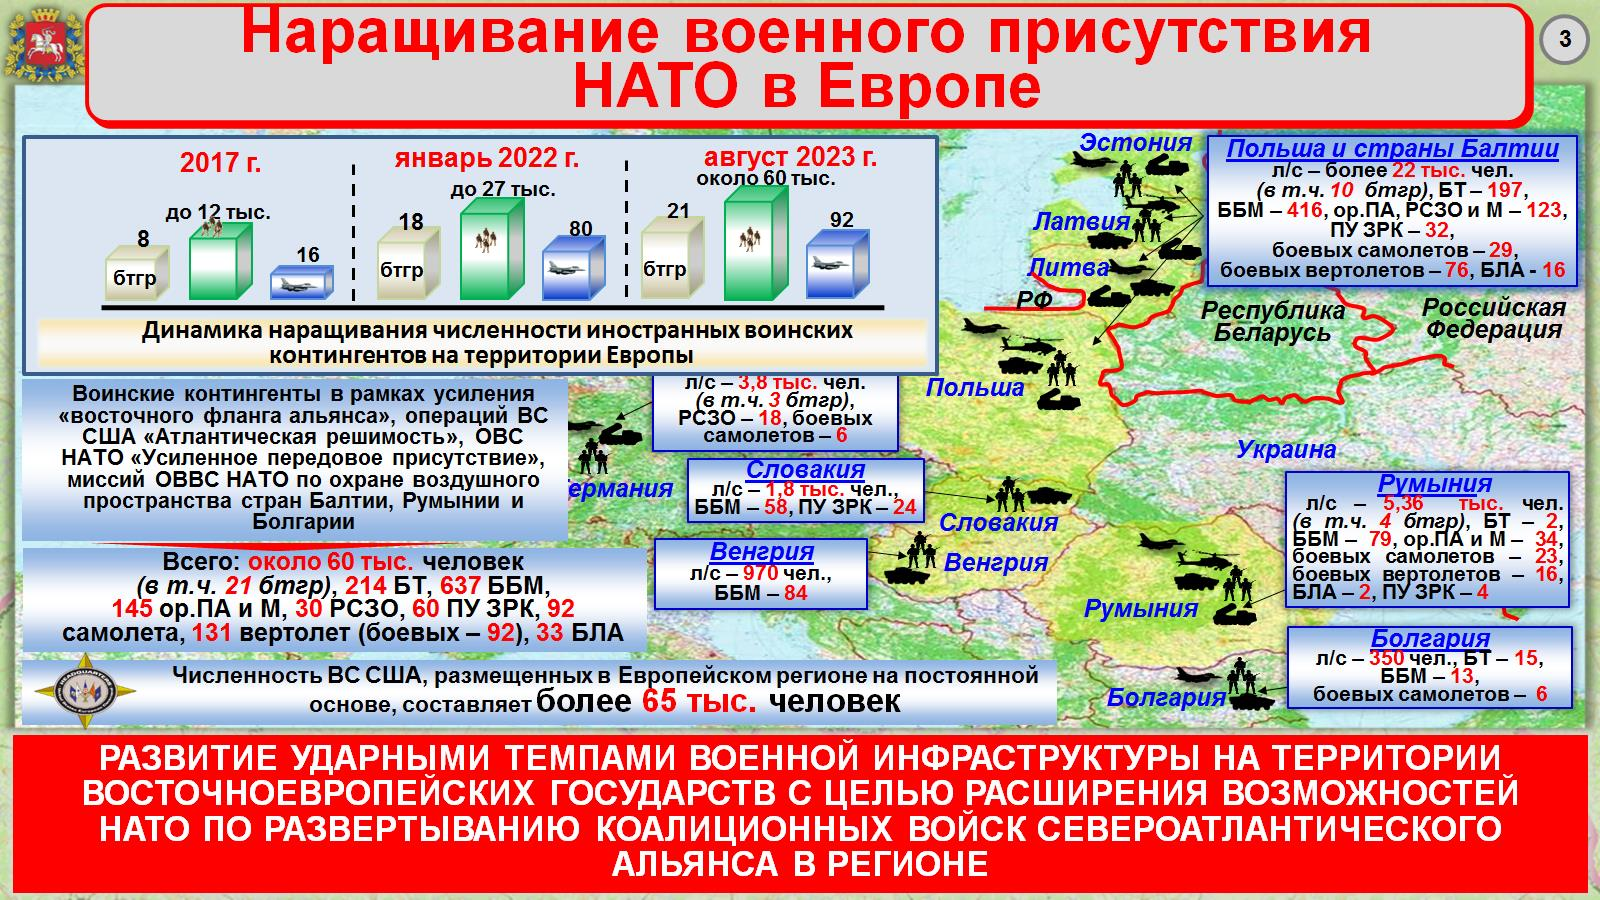 Наращивание военного присутствия
НАТО в Европе
3
2017 г.
8
бтгр
до 12 тыс.
16
январь 2022 г.
18
бтгр
до 27 тыс.
80
август 2023 г.
21
бтгр
около 60 тыс.
92
Динамика наращивания численности иностранных воинских
контингентов на территории Европы
Воинские контингенты в рамках усиления
«восточного фланга альянса», операций ВС
США «Атлантическая решимость», ОВС
НАТО «Усиленное передовое присутствие»,
миссий ОВВС НАТО по охране воздушного
пространства стран Балтии, Румынии и
Болгарии
Всего: около 60 тыс. человек
(в т.ч. 21 бтгр), 214 БТ, 637 ББМ,
145 ор.ПА и М, 30 РСЗО, 60 ПУ ЗРК, 92
самолета, 131 вертолет (боевых – 92), 33 БЛА
Численность ВС США, размещенных в Европейском регионе на постоянной
основе, составляет более 65 тыс. человек
л/с – 3,8 тыс. чел.
(в т.ч. 3 бтгр),
РСЗО – 18, боевых
самолетов – 6
ермания
Словакия
л/с – 1,8 тыс. чел.,
ББМ – 58, ПУ ЗРК – 24
Венгрия
л/с – 970 чел.,
ББМ – 84
Эстония
Латвия
Литва
РФ
Польша
Словакия
Венгрия
Румыния
Болгария
Польша и страны Балтии
л/с – более 22 тыс. чел.
(в т.ч. 10 бтгр), БТ – 197,
ББМ – 416, ор.ПА, РСЗО и М – 123,
ПУ ЗРК – 32,
боевых самолетов – 29,
боевых вертолетов – 76, БЛА - 16
Республика
Беларусь
Российская
Федерация
Украина
Румыния
л/с – 5,36 тыс. чел.
(в т.ч. 4 бтгр), БТ – 2,
ББМ – 79, ор.ПА и М – 34,
боевых самолетов – 23,
боевых вертолетов – 16,
БЛА – 2, ПУ ЗРК – 4
Болгария
л/с – 350 чел., БТ – 15,
ББМ – 13,
боевых самолетов – 6
РАЗВИТИЕ УДАРНЫМИ ТЕМПАМИ ВОЕННОЙ ИНФРАСТРУКТУРЫ НА ТЕРРИТОРИИ
ВОСТОЧНОЕВРОПЕЙСКИХ ГОСУДАРСТВ С ЦЕЛЬЮ РАСШИРЕНИЯ ВОЗМОЖНОСТЕЙ
НАТО ПО РАЗВЕРТЫВАНИЮ КОАЛИЦИОННЫХ ВОЙСК СЕВЕРОАТЛАНТИЧЕСКОГО
АЛЬЯНСА В РЕГИОНЕ